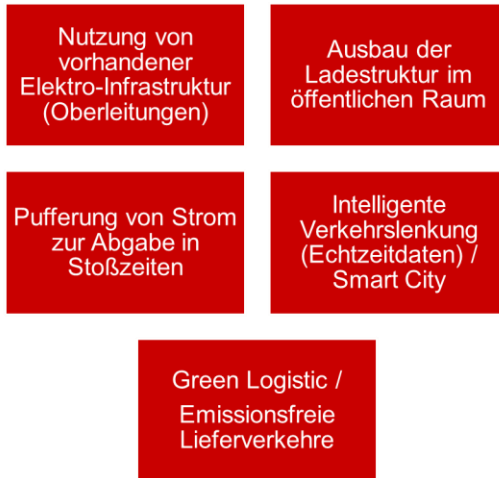 Nutzung von
vorhandener
Elektro-Infrastruktur
(Oberleitungen)
Ausbau der
Ladestruktur im
öffentlichen Raum
Pufferung von Strom
zur Abgabe in
Stoßzeiten
Intelligente
Verkehrslenkung
(Echtzeitdaten) /
Smart City
Green Logistic /
Emissionsfreie
Lieferverkehre